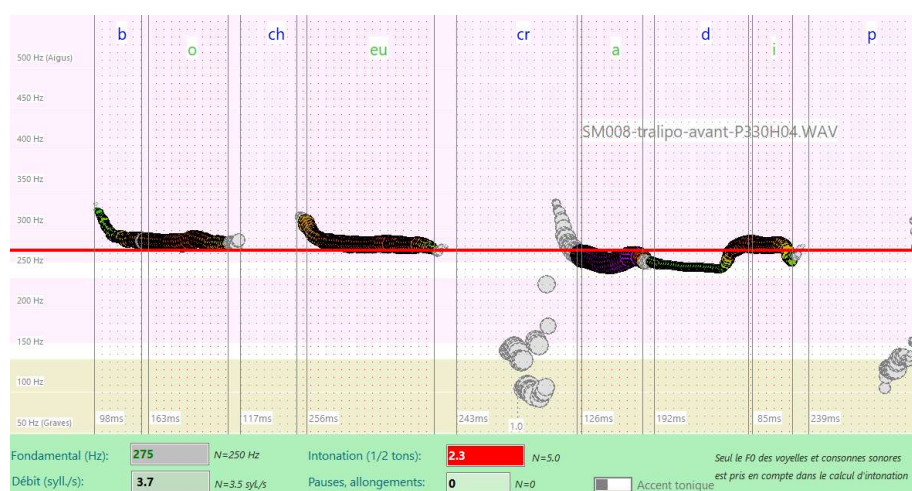 b o ch eu cr a d i p
500 Hz (Aigus)
450 Hz
400 Hz
SM008-tralipo-avant-P330H04.WAV
350 Hz
300 Hz
250 Hz
200 Hz
150 Hz
100 Hz
50 Hz (Graves) 98ms 163ms 117ms 256ms 243ms 1.0 126ms 192ms 85ms 239ms
Fondamental (Hz): 275 N=250 Hz Intonation (1/2 tons): 2.3 N=5.0 Seul le F0 des voyelles et consonnes sonores
est pris en compte dans le calcul d'intonation
Débit (syll./s): 3.7 N=3.5 syL/s Pauses, allongements: 0 N=0 Accent tonique